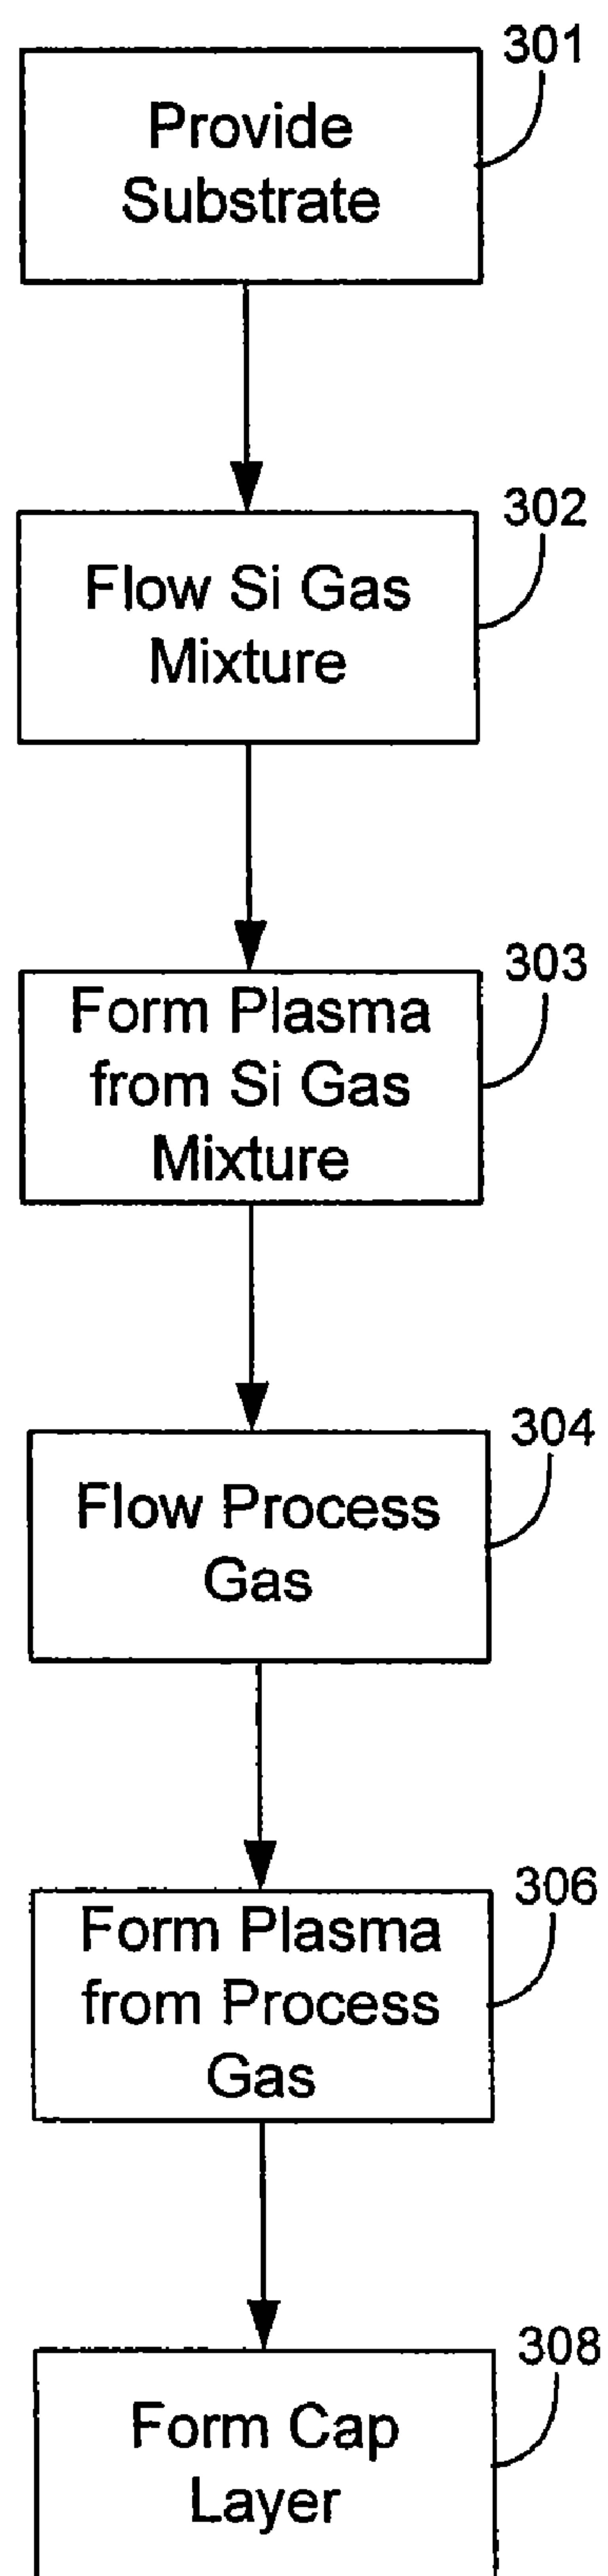 301
Provide
Substrate
302
Flow Si Gas
Mixture
303
Form Plasma
from Si Gas
Mixture
304
Flow Process
Gas
306
Form Plasma
from Process
Gas
308
Form Cap
Layer